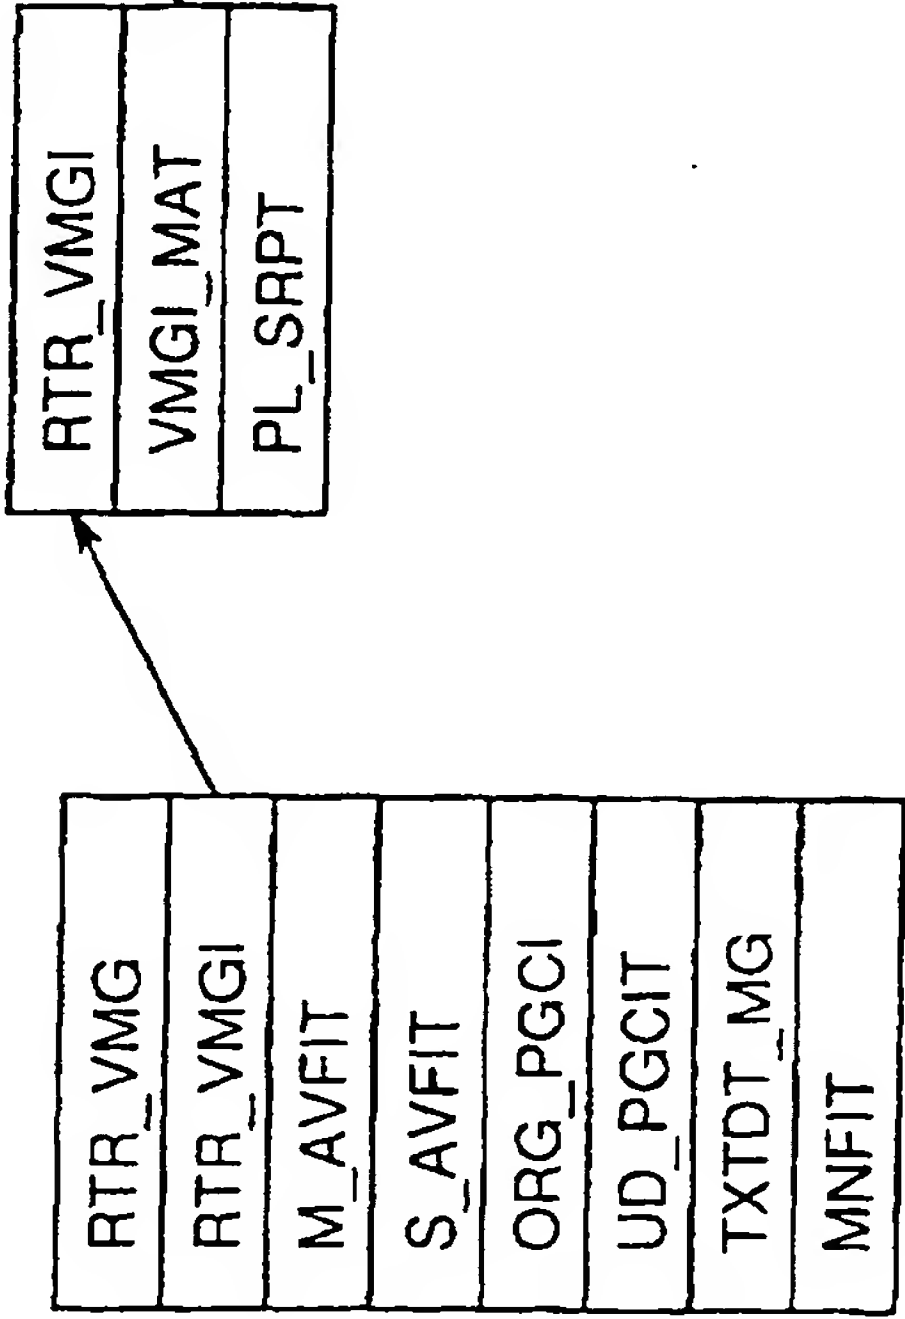 RTR_VMG
RTR_VMGI
M_AVFIT
S_AVFIT
ORG_PGCI
UD_PGCIT
TXTDT_MG
MNFIT
RTR_VMGI
VMGI_MAT
PL_SRPT